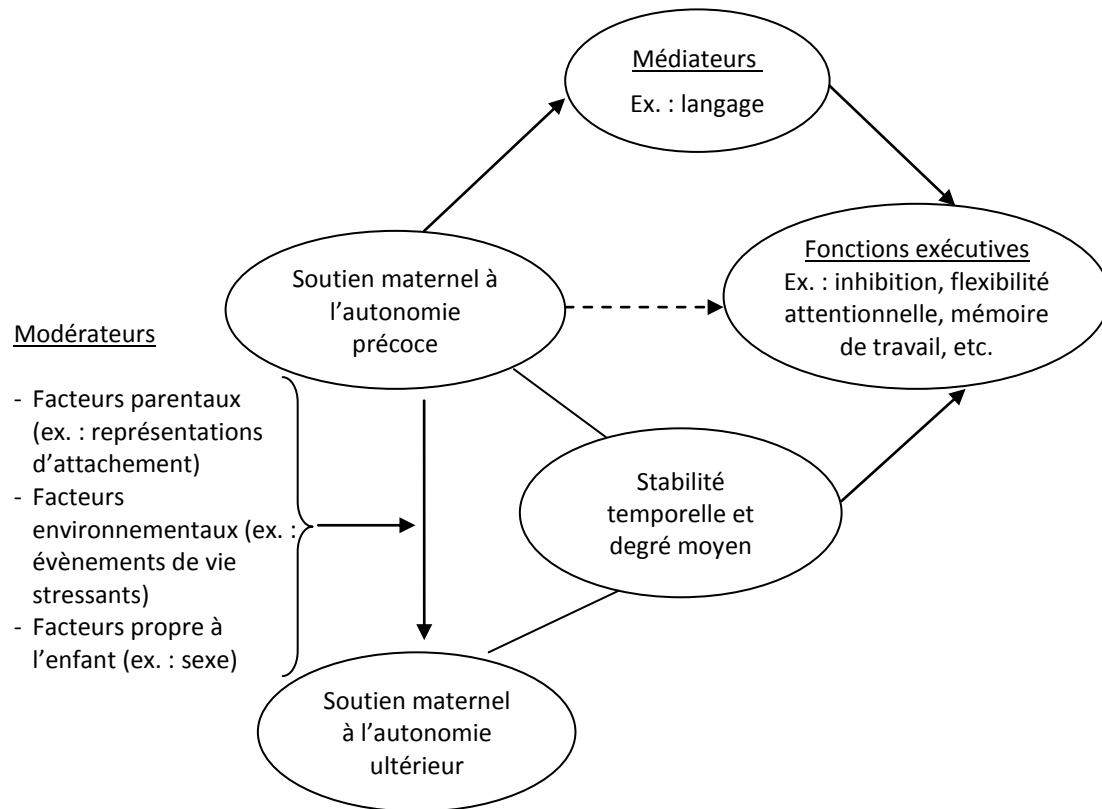 Médiateurs
Ex. : langage
Fonctions exécutives
Ex. : inhibition, flexibilité
attentionnelle, mémoire
de travail, etc.
Soutien maternel à
l’autonomie
précoce
Modérateurs
- Facteurs parentaux
(ex. : représentations
d’attachement)
- Facteurs
environnementaux (ex. :
évènements de vie
stressants)
- Facteurs propre à
l’enfant (ex. : sexe)
Stabilité
temporelle et
degré moyen
Soutien maternel
à l’autonomie
ultérieur